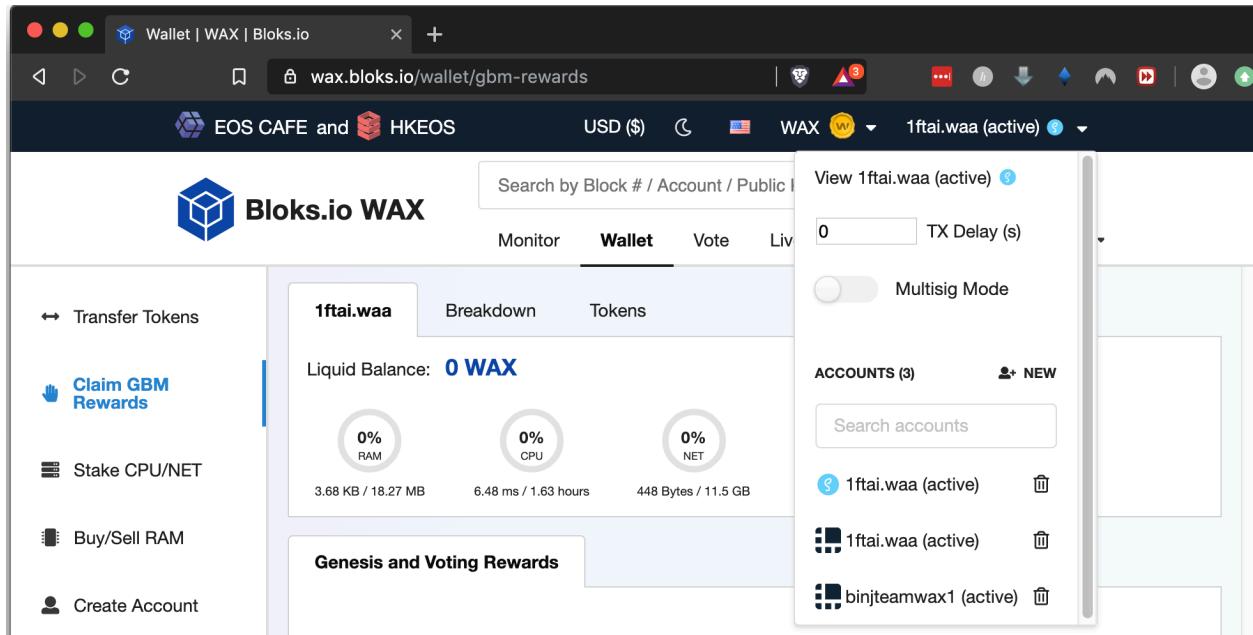 Wallet | WAX | Bloks.io
wax.bloks.io/wallet/gbm-rewards
3
h
EOS CAFE and HKEOS
USD ($)
WAX
W
1ftai.waa (active)
Bloks.io WAX
Search by Block # / Account / Public
Monitor
Wallet
Vote
Transfer Tokens
Claim GBM
Rewards
Stake CPU/NET
Buy/Sell RAM
Create Account
1ftai.waa
Breakdown
Tokens
Liquid Balance: 0 WAX
0%
RAM
3.68 KB / 18.27 MB
0%
CPU
6.48 ms / 1.63 hours
0%
NET
448 Bytes / 11.5 GB
Genesis and Voting Rewards
View 1ftai.waa (active)
0 TX Delay (s)
Multisig Mode
ACCOUNTS (3)
NEW
Search accounts
1ftai.waa (active)
1ftai.waa (active)
binjteamwax1 (active)